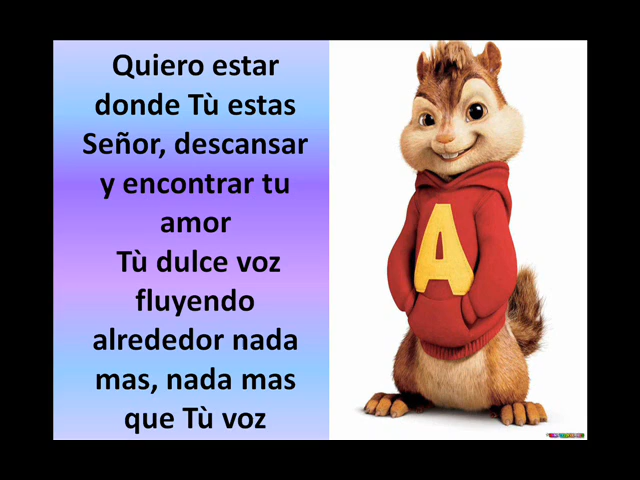 Quiero estar
donde Tù estas
Señor, descansar
y encontrar tu
amor
Tù dulce voz
fluyendo
alrededor nada
mas, nada mas
que Tù voz
A